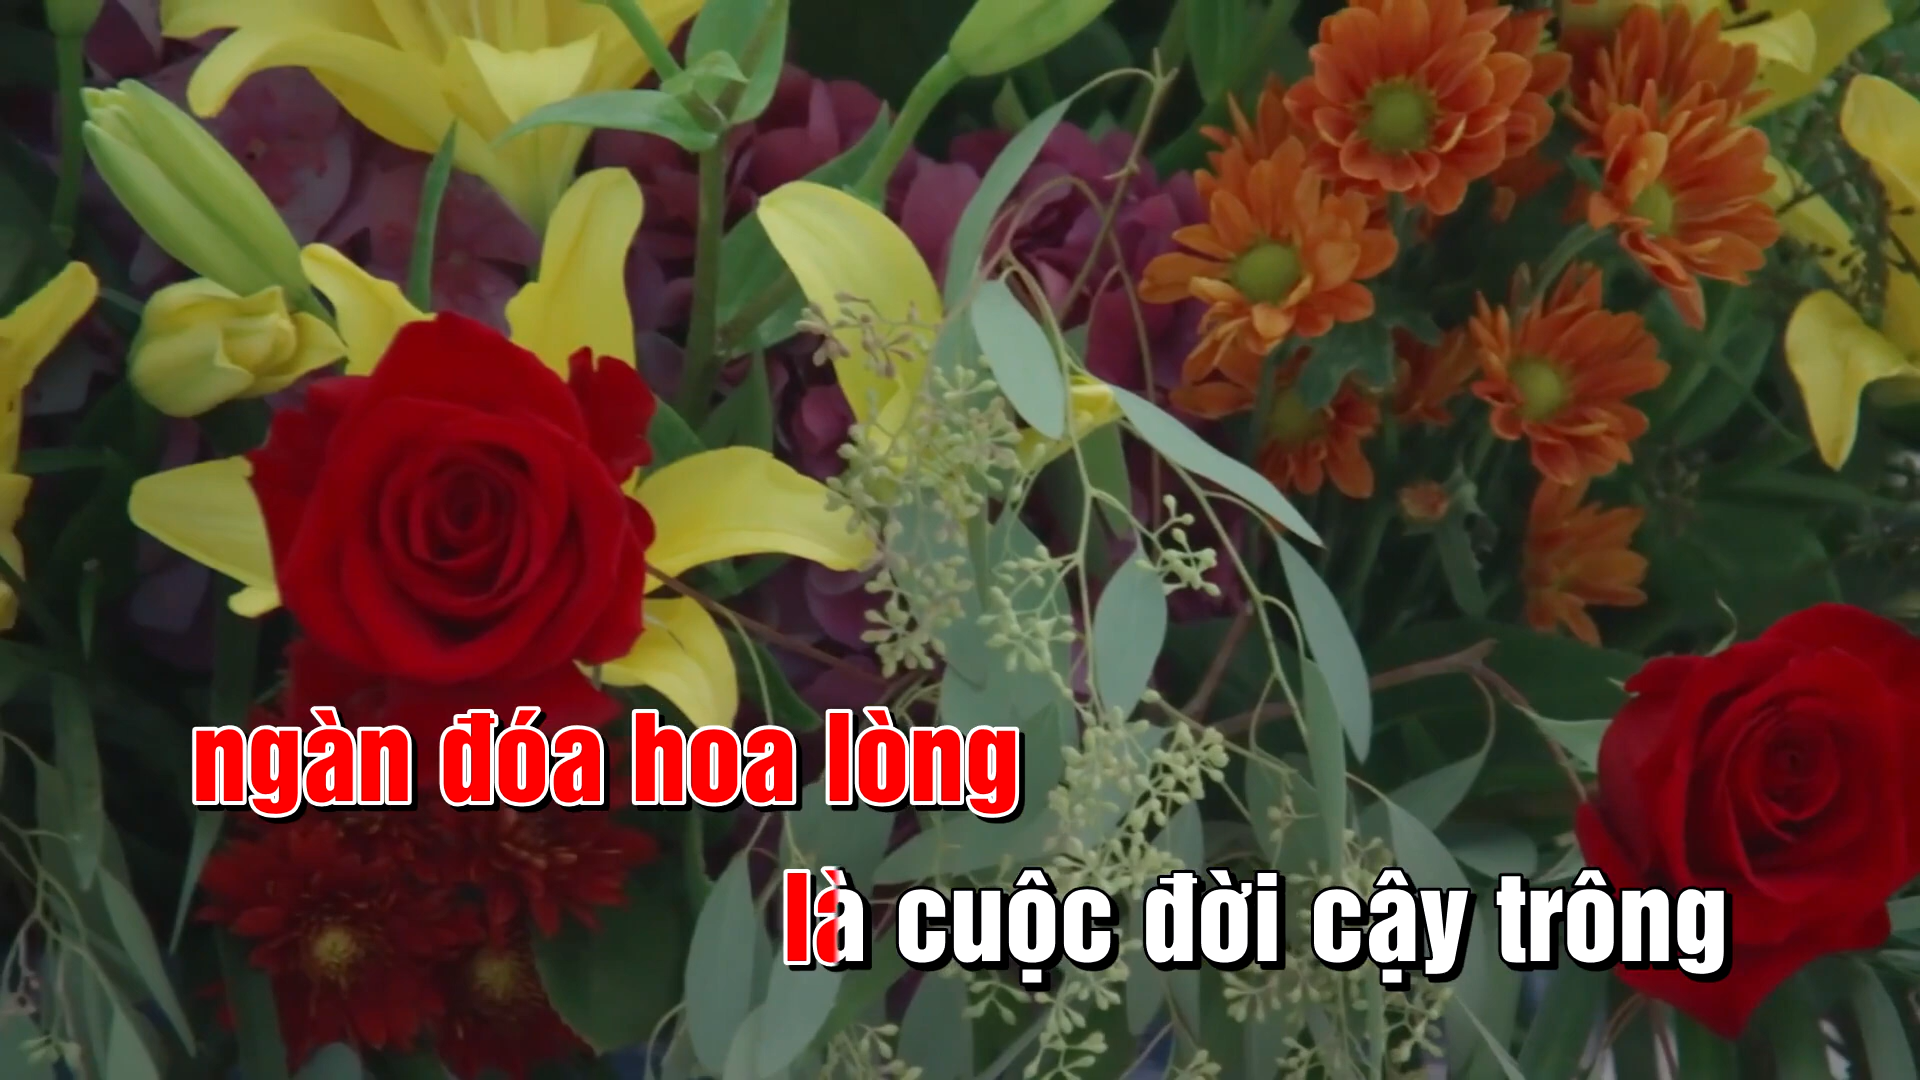 ngàn đóa hoa lòng
là cuộc đời cậy trông